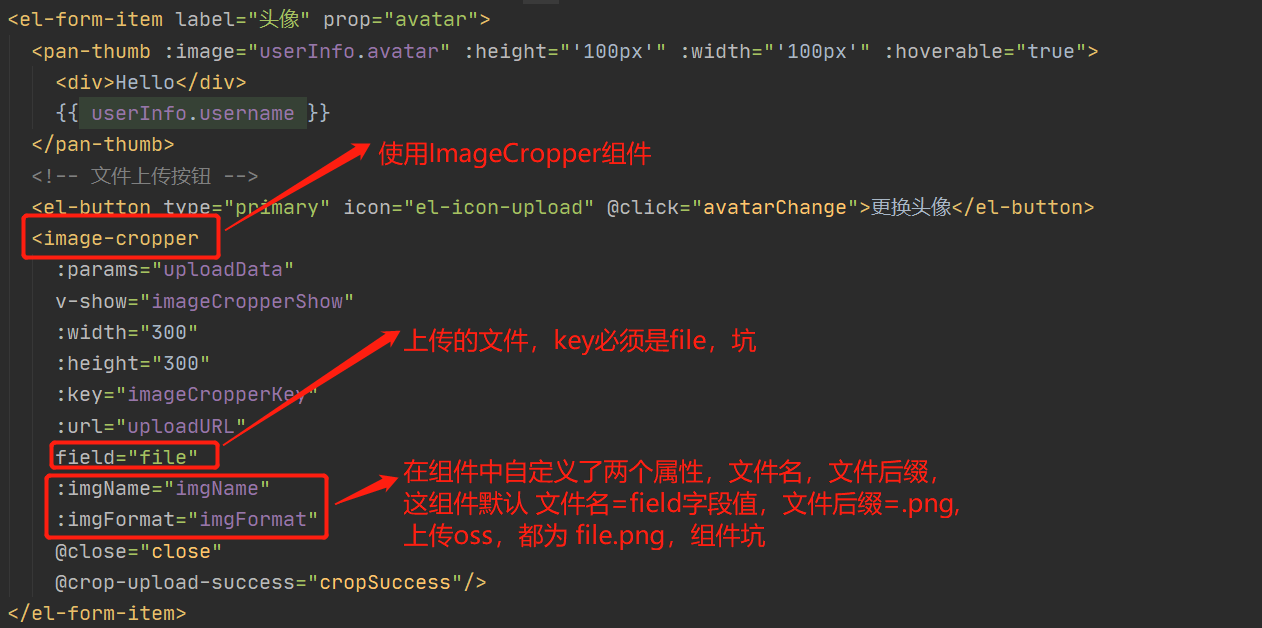 <el-form-item label="头像" prop="avatar">
<pan-thumb :image="userInfo.avatar" :height="'100px'" :width="'100px'" :hoverable="true">
<div>Hello</div>
{{ userInfo.username }}
</pan-thumb>
使用ImageCropper组件
<!-- 文件上传按钮 -->
<el-button type="primary" icon="el-icon-upload" @click="avatarChange">更换头像</el-button>
<image-cropper
:params="uploadData"
v-show="imageCropperShow"
:width="300"
上传的文件，key必须是file，坑
:height="300"
:key="imageCropperKey"
:url="uploadURL"
field="file"
在组件中自定义了两个属性，文件名，文件后缀，
:imgName="imgName"
这组件默认 文件名=field字段值，文件后缀=.png,
:imgFormat="imgFormat"
上传oss，都为 file.png，组件坑
@close="close"
@crop-upload-success="cropSuccess"/>
</el-form-item>